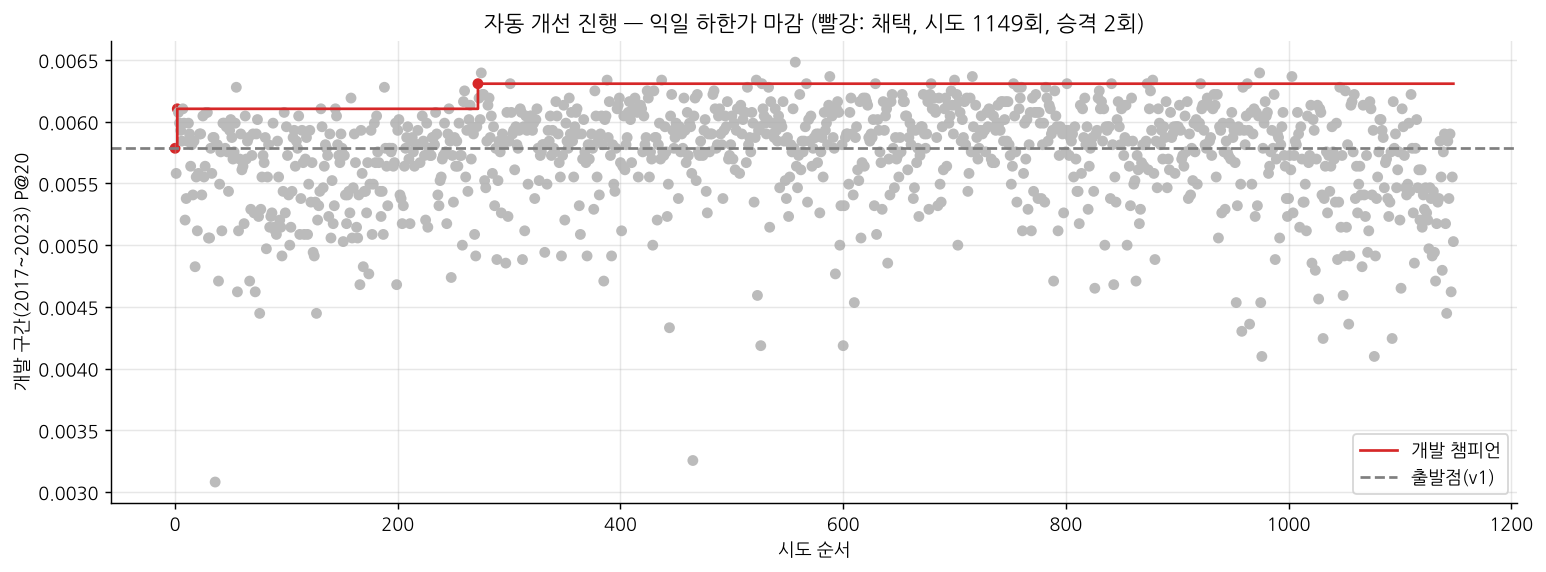 자동 개선 진행 — 익일 하한가 마감 (빨강: 채택, 시도 1149회, 승격 2회)
개발 구간(2017~2023) P@20
0.0065
0.0060
0.0055
0.0050
0.0045
0.0040
0.0035
0.0030
개발 챔피언
출발점(v1)
0 200 400 600 800 1000 1200
시도 순서